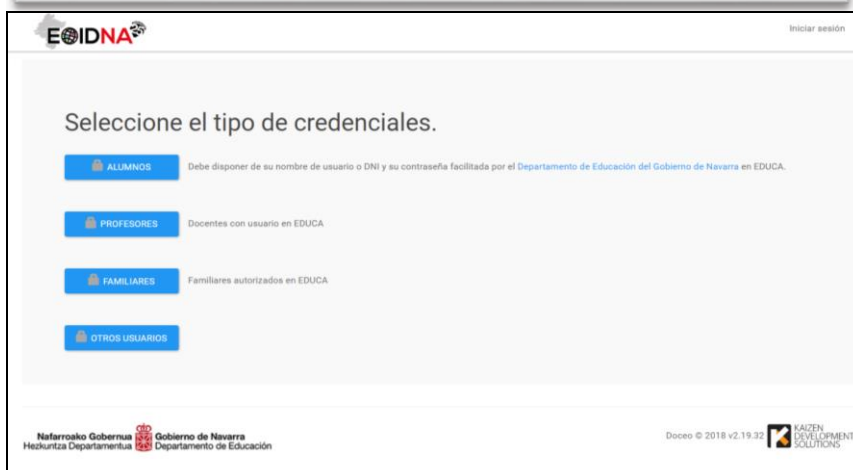 EOIDNA
Iniciar sesión
Seleccione el tipo de credenciales.
ALUMNOS Debe disponer de su nombre de usuario o DNI y su contraseña facilitada por el Departamento de Educación del Gobierno de Navarra en EDUCA.
PROFESORES Docentes con usuario en EDUCA
FAMILIARES Familiares autorizados en EDUCA
OTROS USUARIOS
Nafarroako Gobernua Gobierno de Navarra
Hezkuntza Departamentua Departamento de Educación
Doceo © 2018 v2.19.32
KAIZEN
DEVELOPMENT
SOLUTIONS